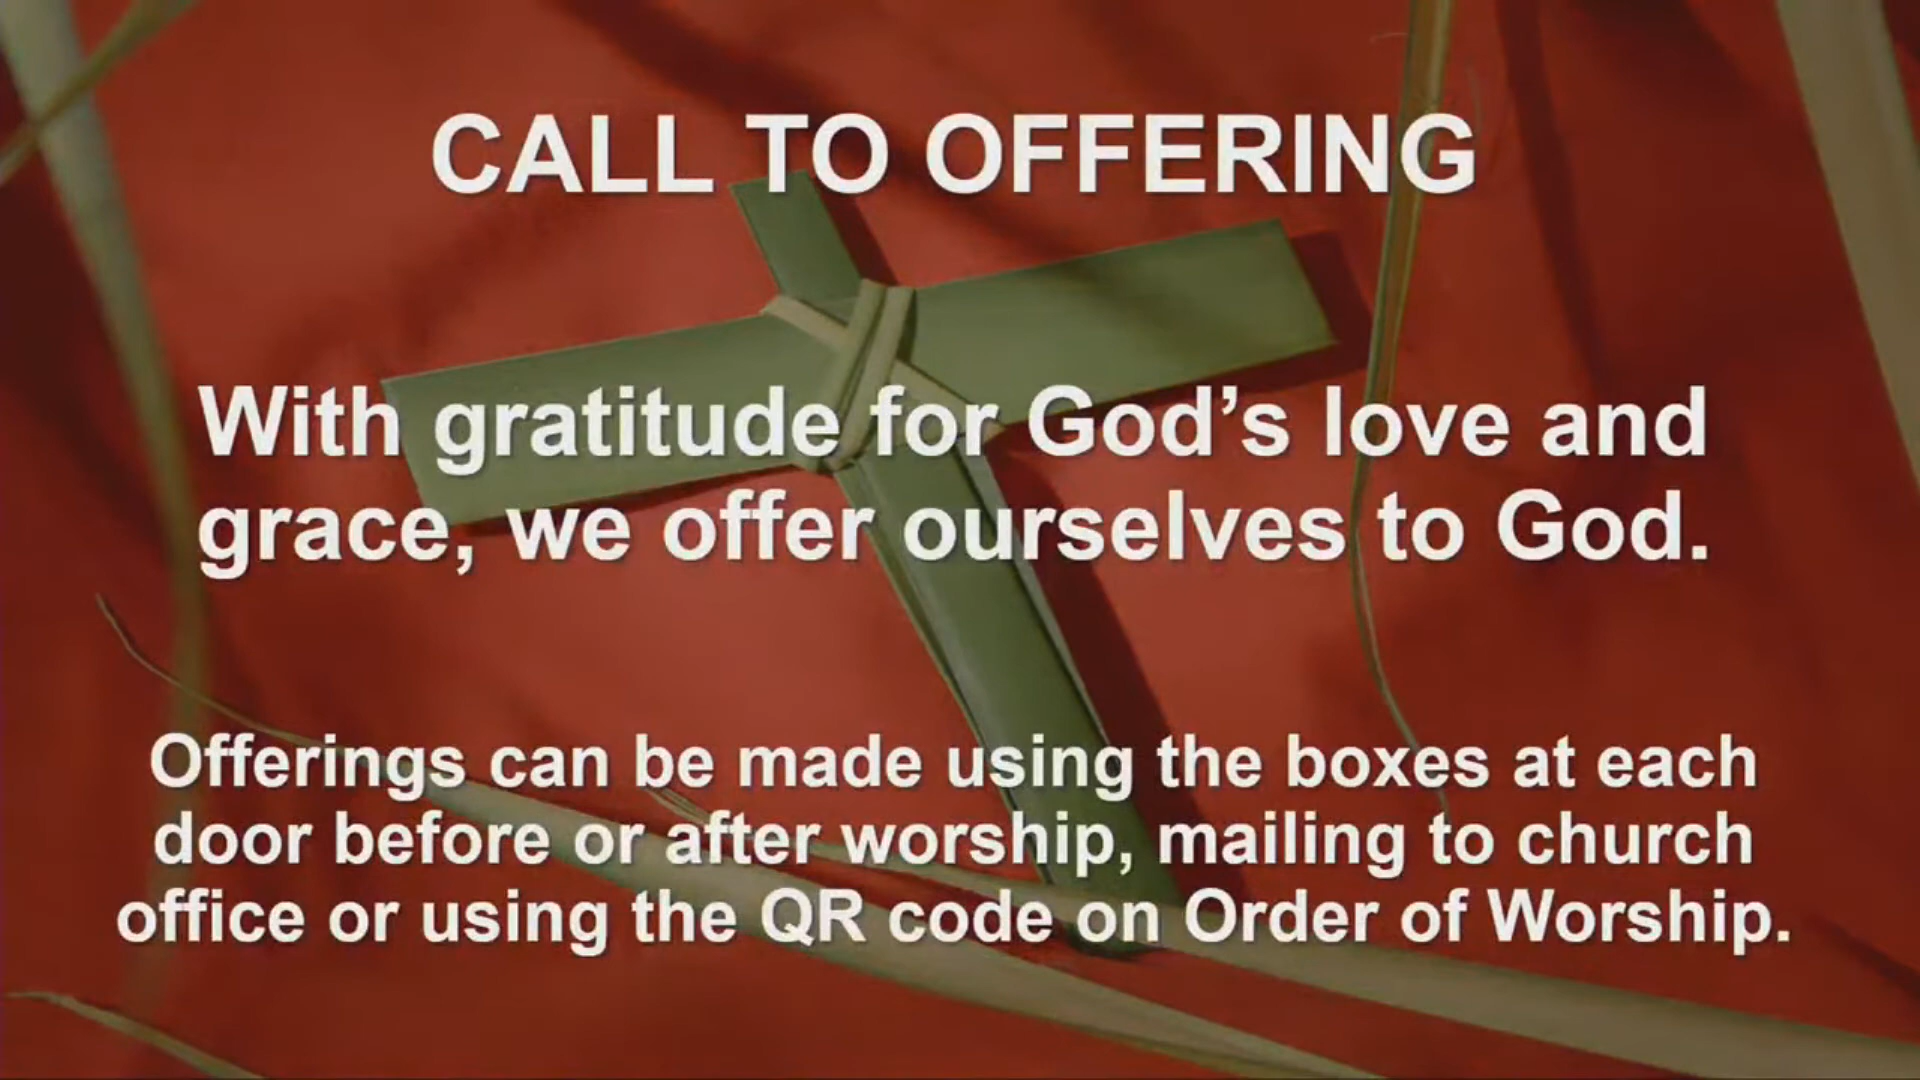 CALL TO OFFERING
With gratitude for God’s love and
grace, we offer ourselves to God.
Offerings can be made using the boxes at each
door before or after worship, mailing to church
office or using the QR code on Order of Worship.